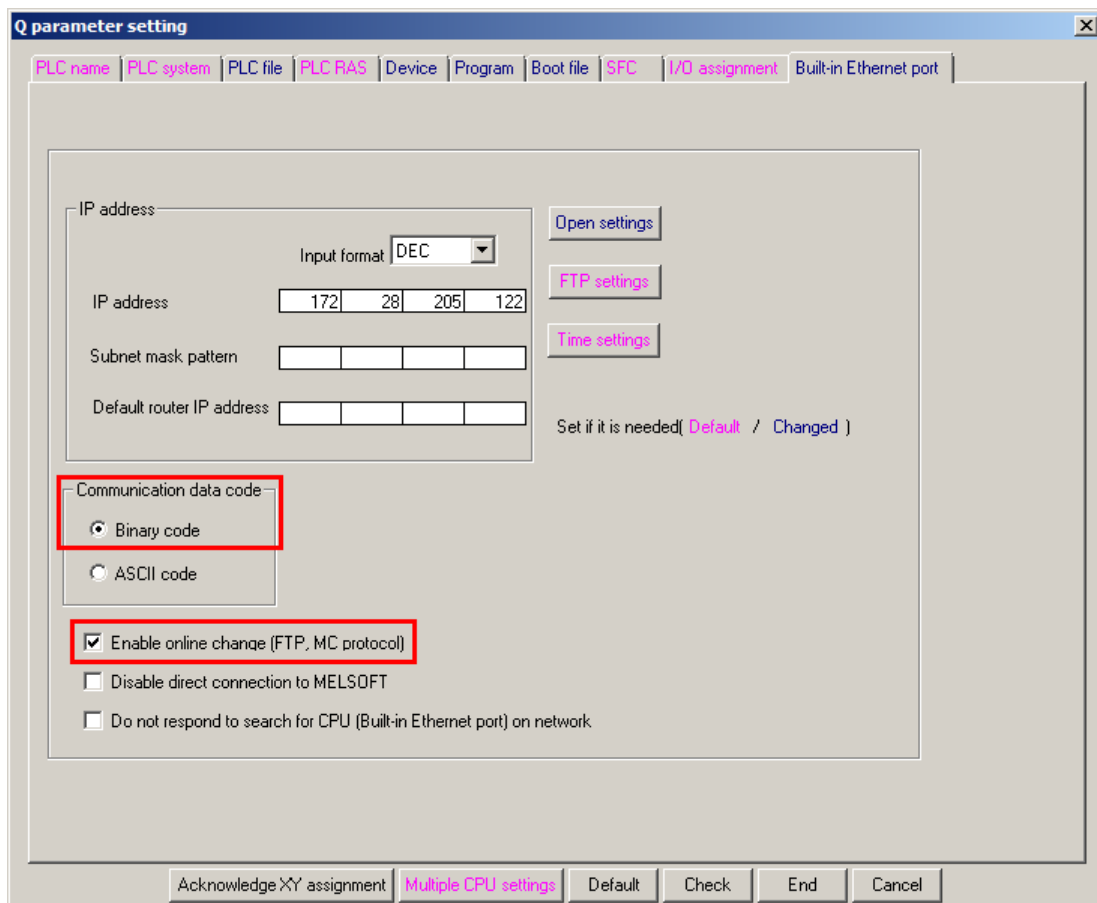 Q parameter setting
PLC name PLC system PLC file PLC RAS Device Program Boot file SFC I/O assignment Built-in Ethernet port
IP address
Open settings
Input format DEC
FTP settings
IP address 172 28 205 122
Time settings
Subnet mask pattern
Default router IP address
Set if it is needed( Default / Changed )
Communication data code
Binary code
ASCII code
Enable online change (FTP, MC protocol)
Disable direct connection to MELSOFT
Do not respond to search for CPU (Built-in Ethernet port) on network
Acknowledge XY assignment Multiple CPU settings Default Check End Cancel